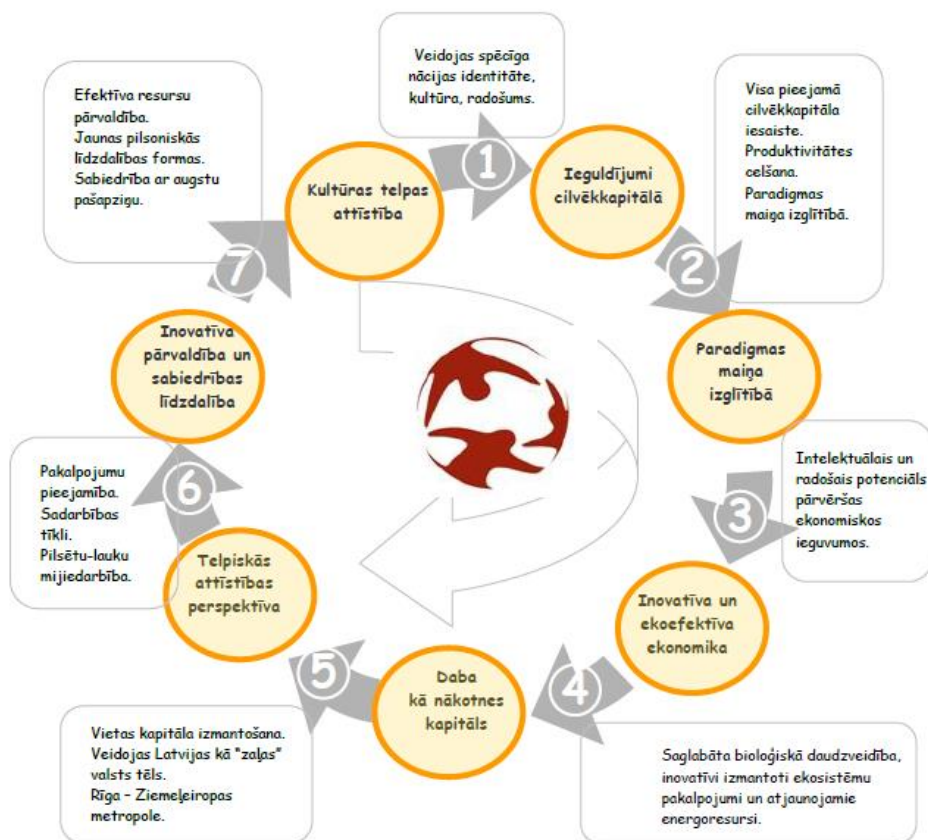 Veidojas spēcīga
nācijas identitāte,
kultūra, radošums.
Efektīva resursu
pārvaldība.
Jaunas pilsoniskās
līdzdalības formas.
Sabiedrība ar augstu
pašapziņu.
Visa pieejamā
cilvēkkapitāla
iesaiste.
Produktivitātes
celšana.
Paradigmas
maiņa izglītībā.
1
Kultūras telpas
attīstība
Ieguldījumi
cilvēkkapitālā
2
7
Inovatīva
pārvaldība un
sabiedrības
līdzdalība
Paradigmas
maiņa
izglītībā
Pakalpojumu
pieejamība.
Sadarbības
tīkli.
Pilsētu-lauku
mijiedarbība.
6
3
Intelektuālais un
radošais potenciāls
pārvēršas
ekonomiskos
ieguvumos.
Telpiskās
attīstības
perspektīva
Inovatīva un
ekoefektīva
ekonomika
5
Daba
kā nākotnes
kapitāls
4
Vietas kapitāla izmantošana.
Veidojas Latvijas kā "zaļas"
valsts tēls.
Rīga – Ziemeļeiropas
metropole.
Saglabāta bioloģiskā daudzveidība,
inovatīvi izmantoti ekosistēmu
pakalpojumi un atjaunojamie
energoresursi.